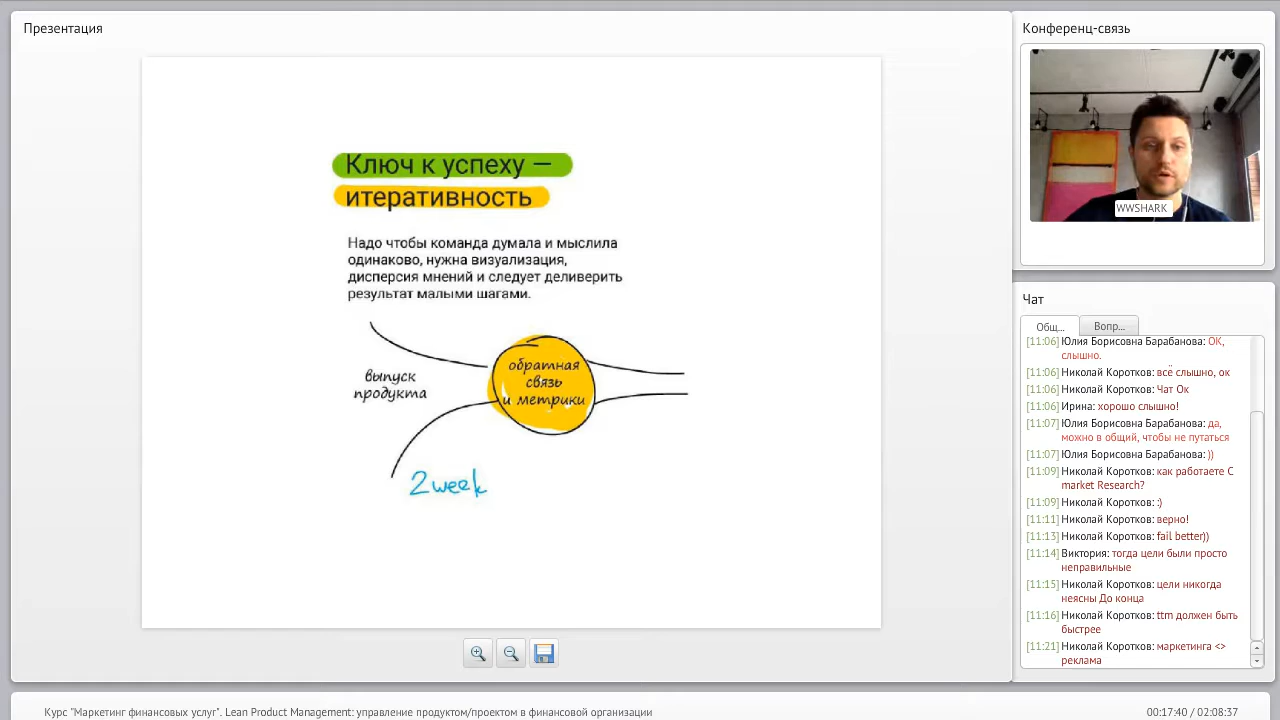 Презентация
Ключ к успеху —
итеративность
Надо чтобы команда думала и мыслила
одинаково, нужна визуализация,
дисперсия мнений и следует деливерить
результат малыми шагами.
выпуск
продукта
обратная
связь
и метрики
2 week
Конференц-связь
WWSHARK
Чат
Общ...
Вопр...
[11:06] Юлия Борисовна Барабанова: ОК,
слышно.
[11:06] Николай Коротков: всё слышно, ок
[11:06] Николай Коротков: Чат Ок
[11:06] Ирина: хорошо слышно!
[11:07] Юлия Борисовна Барабанова: да,
можно в общий, чтобы не путаться
[11:07] Юлия Борисовна Барабанова: ))
[11:09] Николай Коротков: как работаете С
market Research?
[11:09] Николай Коротков: :)
[11:11] Николай Коротков: верно!
[11:13] Николай Коротков: fail better))
[11:14] Виктория: тогда цели были просто
неправильные
[11:15] Николай Коротков: цели никогда
неясны До конца
[11:16] Николай Коротков: ttm должен быть
быстрее
[11:21] Николай Коротков: маркетинга <>
реклама
Курс "Маркетинг финансовых услуг". Lean Product Management: управление продуктом/проектом в финансовой организации
00:17:40 / 02:08:37